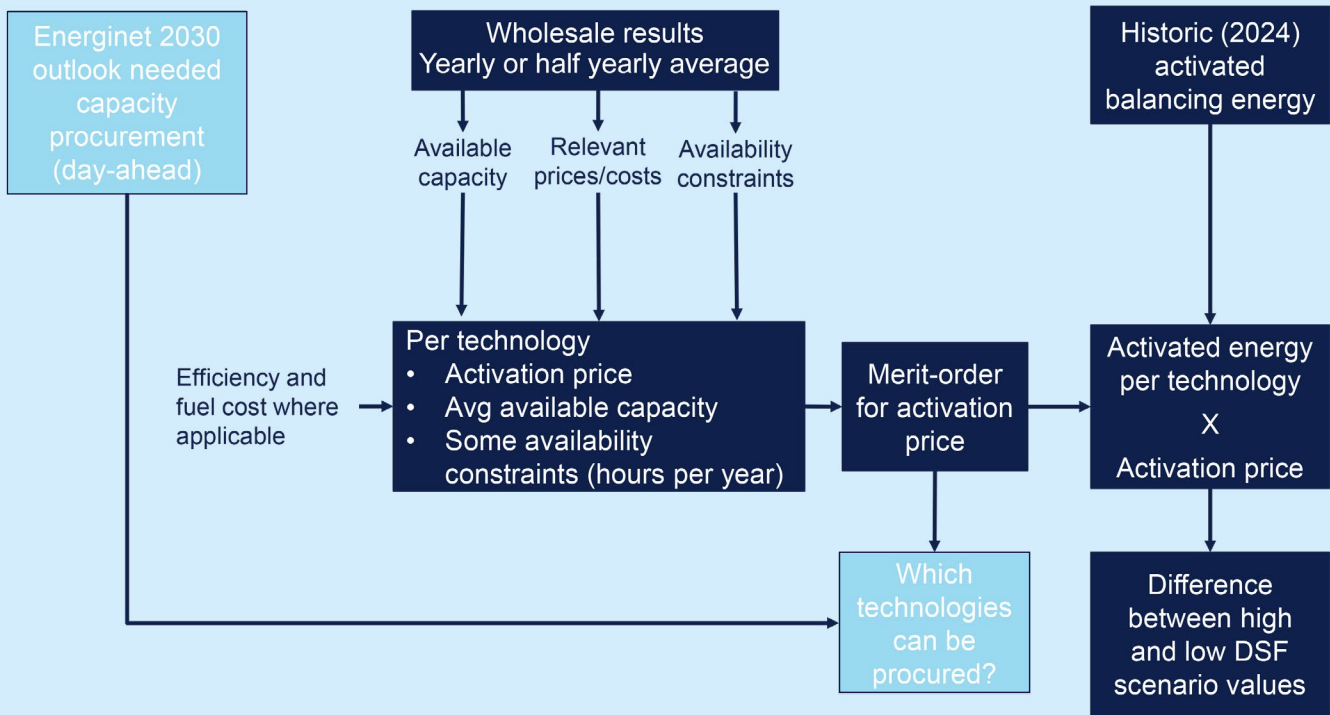 Energinet 2030
outlook needed
capacity
procurement
(day-ahead)
Wholesale results
Yearly or half yearly average
Historic (2024)
activated
balancing energy
Available
capacity
Relevant
prices/costs
Availability
constraints
Efficiency and
fuel cost where
applicable
Per technology
• Activation price
• Avg available capacity
• Some availability
constraints (hours per year)
Merit-order
for activation
price
Activated energy
per technology
X
Activation price
Which
technologies
can be
procured?
Difference
between high
and low DSF
scenario values